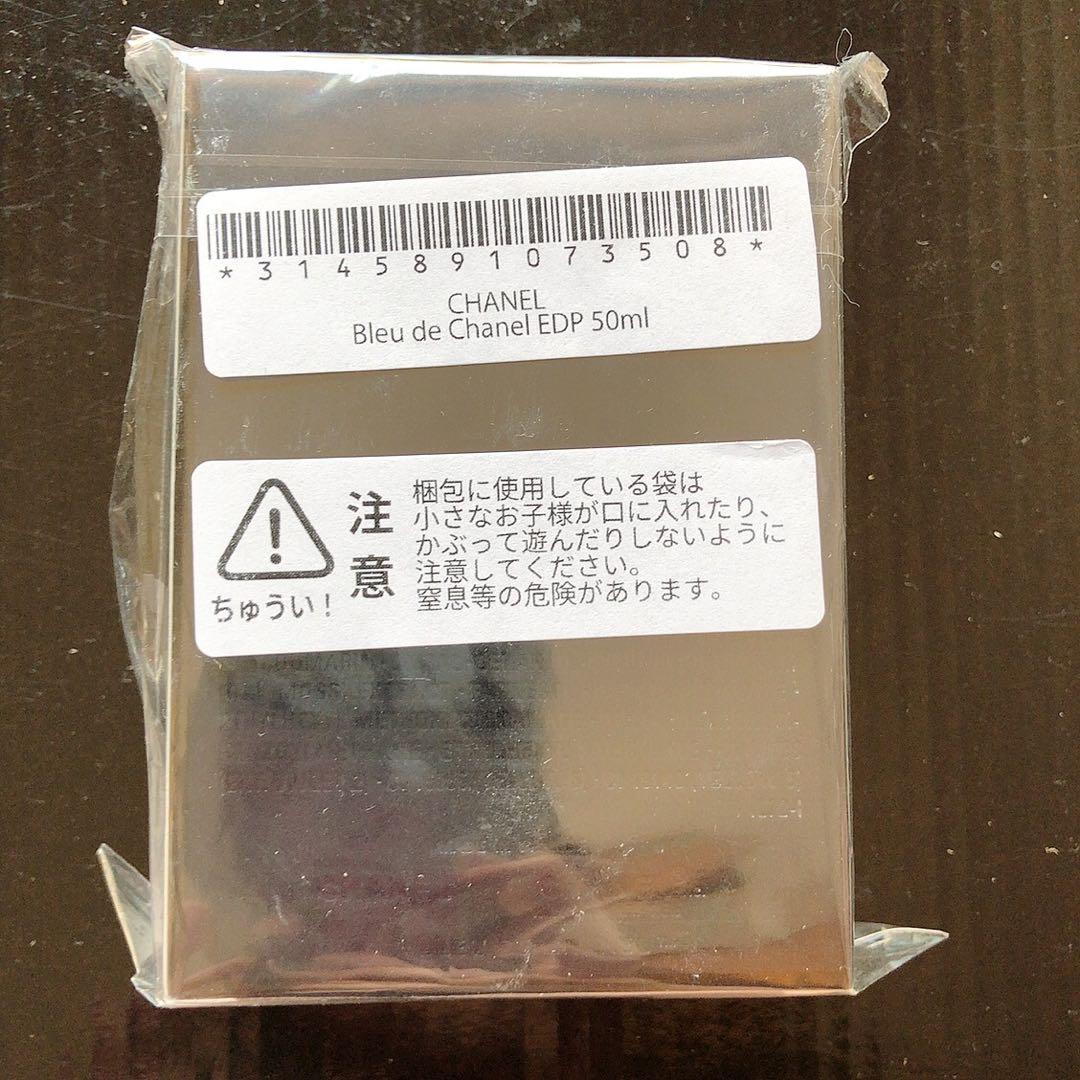 *3145891073508*
CHANEL
Bleu de Chanel EDP 50ml
注意
ちゅうい!
梱包に使用している袋は
小さなお子様が口に入れたり、
かぶって遊んだりしないように
注意してください。
窒息等の危険があります。